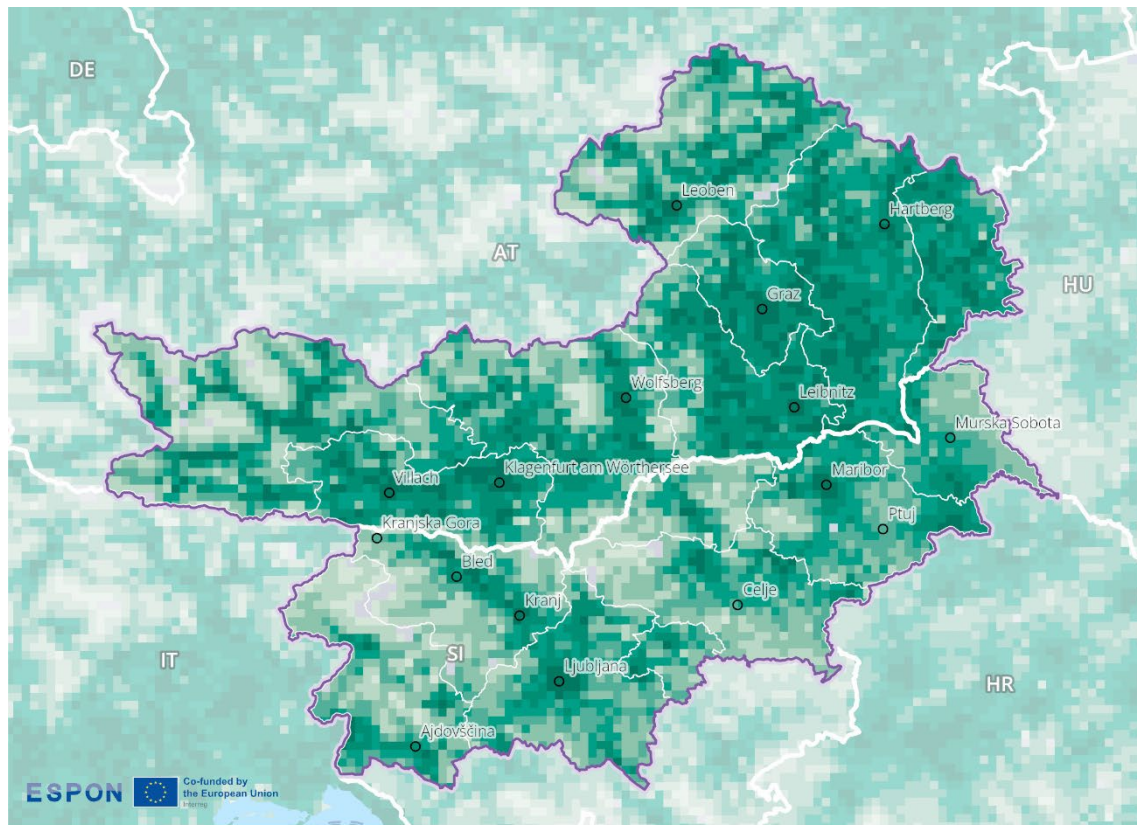 DE
Leoben
Hartberg
AT
HU
Graz
Wolfsberg
Leibnitz
Murska Sobota
Klagenfurt am Wörthersee
Maribor
Villach
Ptuj
Kranjska Gora
Bled
Celje
Kranj
SI
IT
Ljubljana
HR
Ajdovščina
ESPON
Co-funded by
the European Union
Interreg